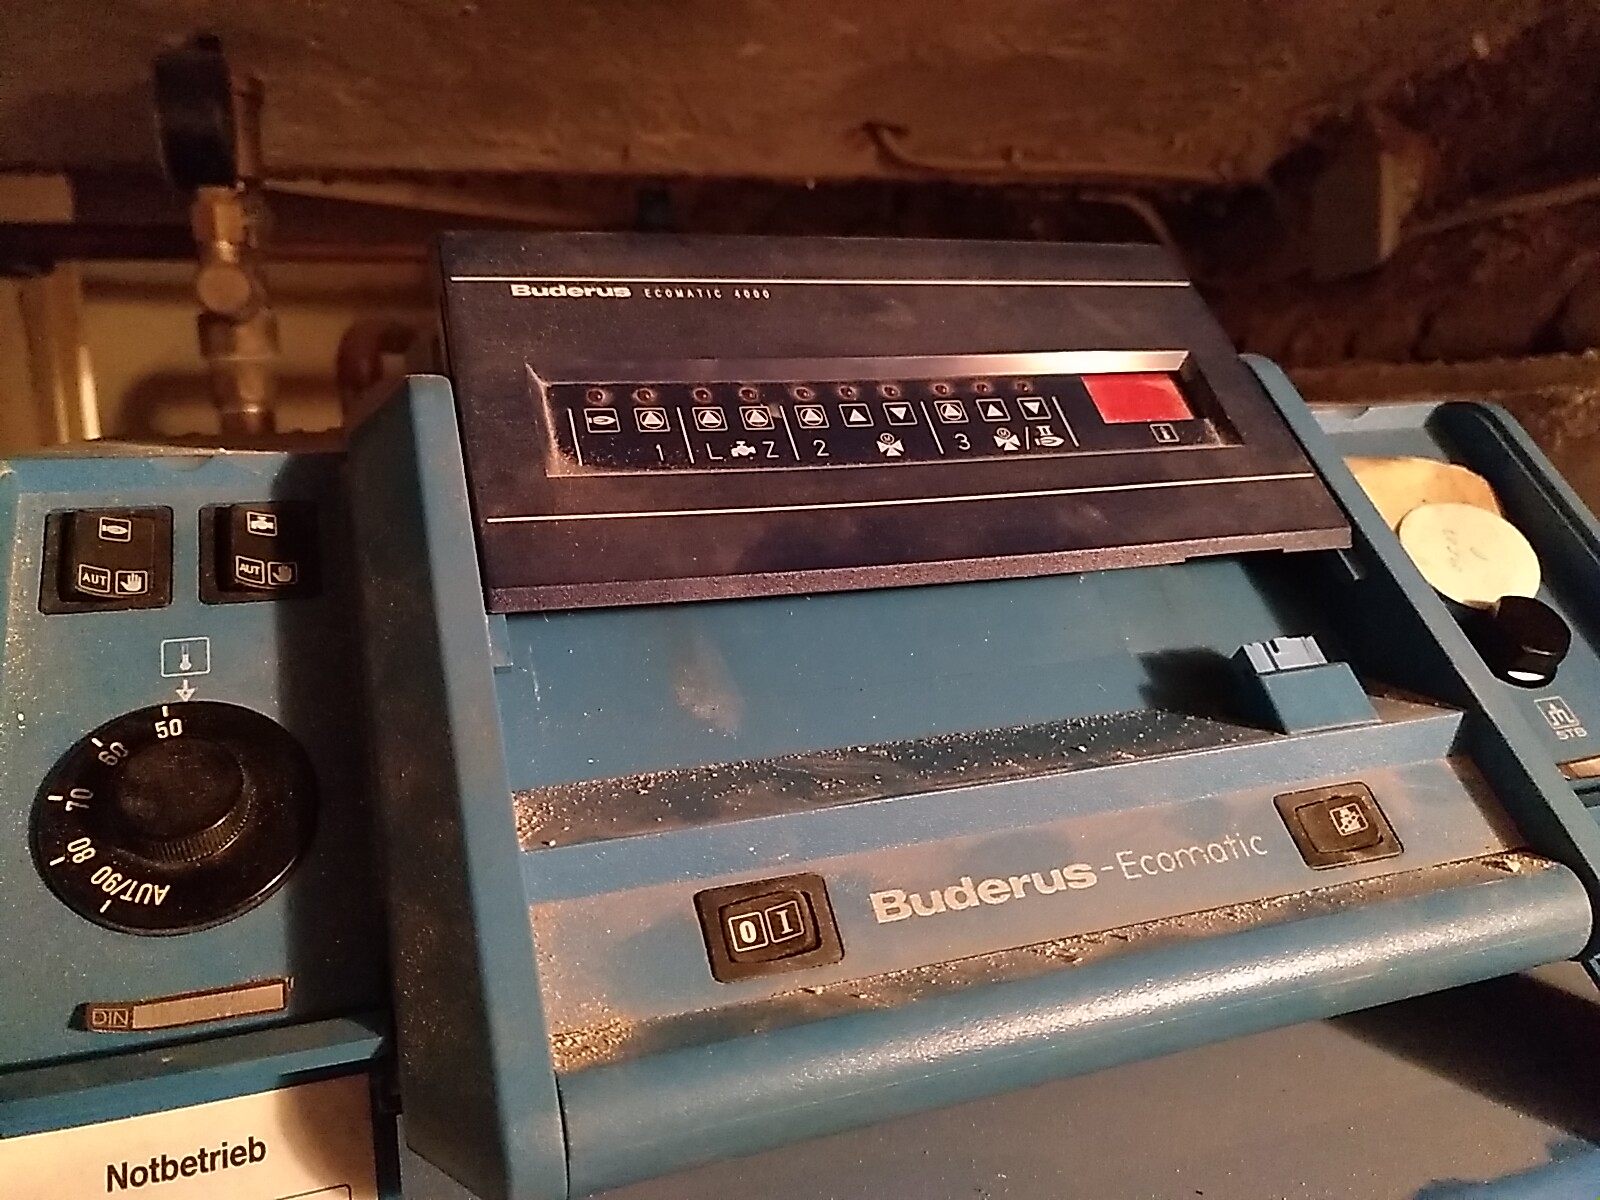 Buderus ECOMATIC 4000
1 L Z 2 3 II
AUT
AUT
50
60
70
80
AUT/90
STB
Buderus-Ecomatic
0 I
DIN
Notbetrieb